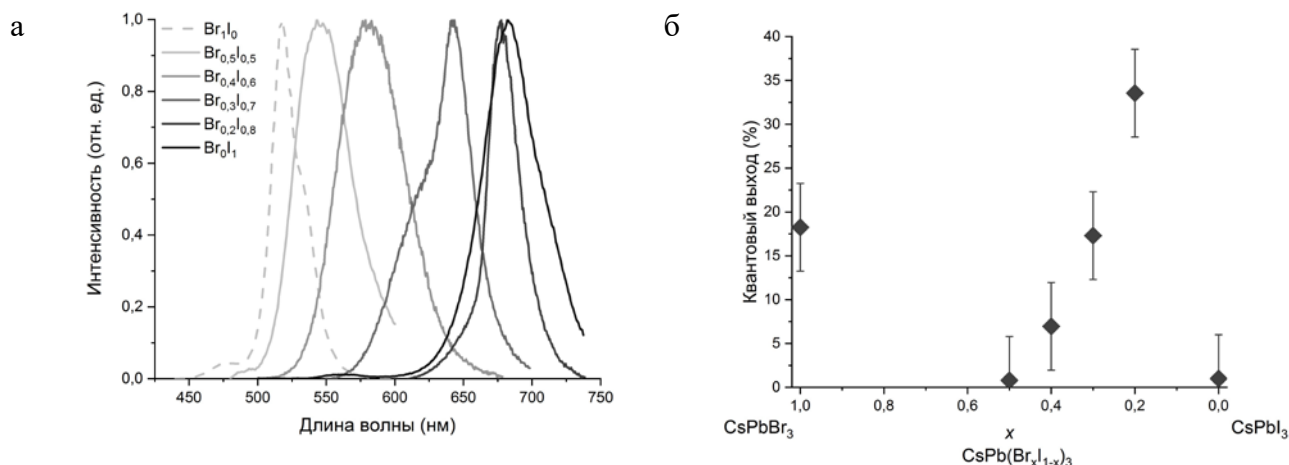 а
Интенсивность (отн. ед.)
1,0
0,8
0,6
0,4
0,2
0,0
Br₁I₀
Br₀,₅I₀,₅
Br₀,₄I₀,₆
Br₀,₃I₀,₇
Br₀,₂I₀,₈
Br₀I₁
450 500 550 600 650 700 750
Длина волны (нм)
б
Квантовый выход (%)
40
35
30
25
20
15
10
5
0
1,0 0,8 0,6 0,4 0,2 0,0
CsPbBr₃ x CsPbI₃
CsPb(BrₓI₁₋ₓ)₃